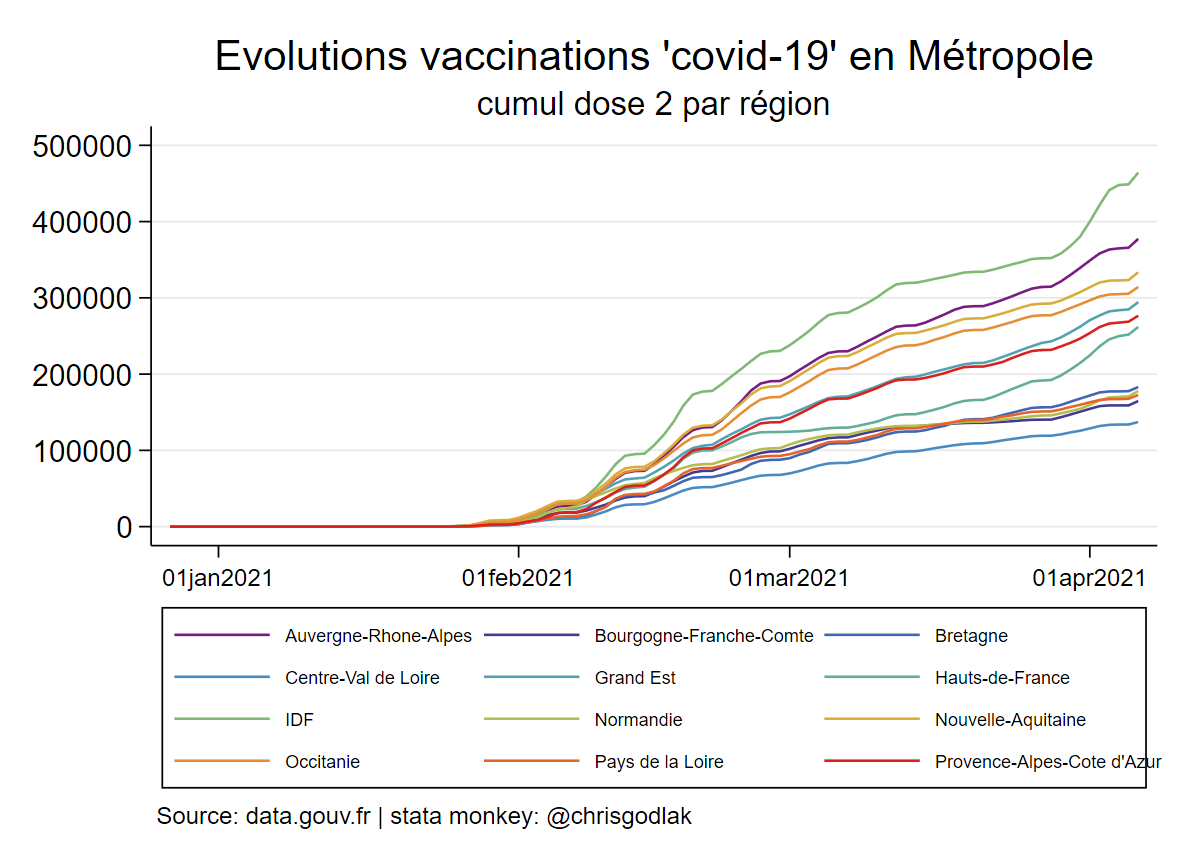 Evolutions vaccinations 'covid-19' en Métropole
cumul dose 2 par région
500000
400000
300000
200000
100000
0
01jan2021 01feb2021 01mar2021 01apr2021
Auvergne-Rhone-Alpes Bourgogne-Franche-Comte Bretagne
Centre-Val de Loire Grand Est Hauts-de-France
IDF Normandie Nouvelle-Aquitaine
Occitanie Pays de la Loire Provence-Alpes-Cote d'Azur
Source: data.gouv.fr | stata monkey: @chrisgodlak